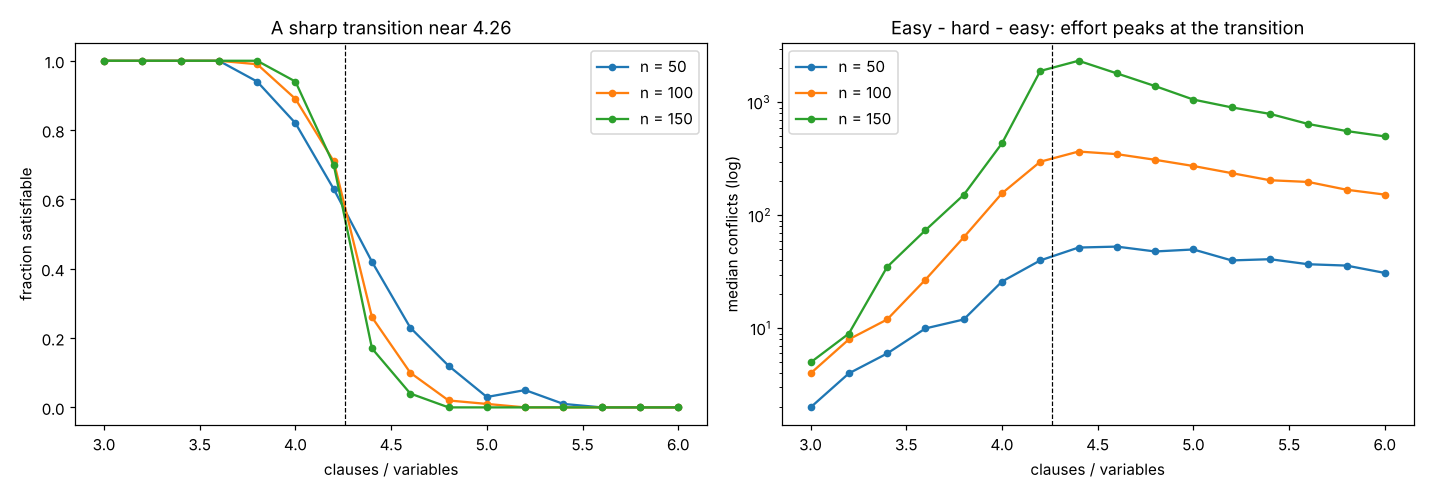 A sharp transition near 4.26
fraction satisfiable
1.0
0.8
0.6
0.4
0.2
0.0
n = 50
n = 100
n = 150
3.0 3.5 4.0 4.5 5.0 5.5 6.0
clauses / variables
Easy - hard - easy: effort peaks at the transition
median conflicts (log)
10³
10²
10¹
n = 50
n = 100
n = 150
3.0 3.5 4.0 4.5 5.0 5.5 6.0
clauses / variables